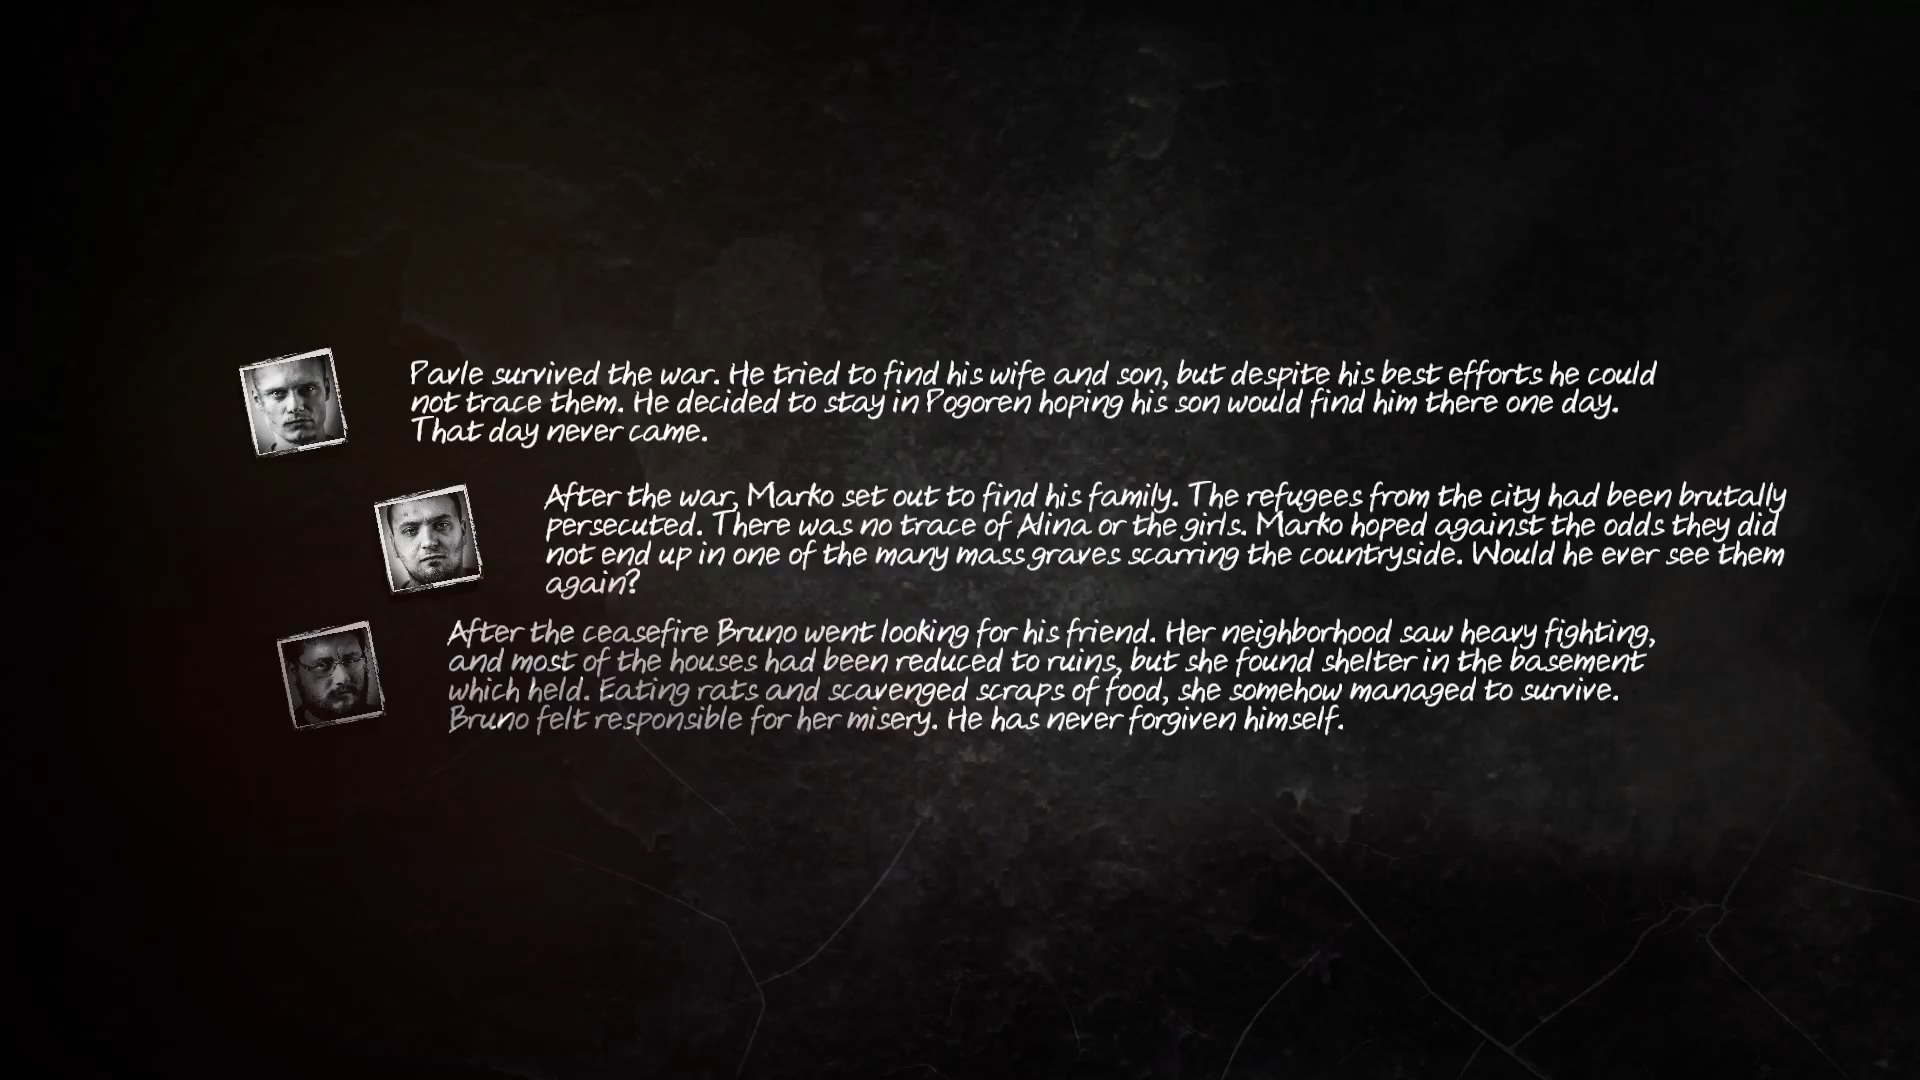 Pavle survived the war. He tried to find his wife and son, but despite his best efforts he could
not trace them. He decided to stay in Pogoren hoping his son would find him there one day.
That day never came.
After the war, Marko set out to find his family. The refugees from the city had been brutally
persecuted. There was no trace of Alina or the girls. Marko hoped against the odds they did
not end up in one of the many mass graves scarring the countryside. Would he ever see them
again?
After the ceasefire Bruno went looking for his friend. Her neighborhood saw heavy fighting,
and most of the houses had been reduced to ruins, but she found shelter in the basement
which held. Eating rats and scavenged scraps of food, she somehow managed to survive.
Bruno felt responsible for her misery. He has never forgiven himself.